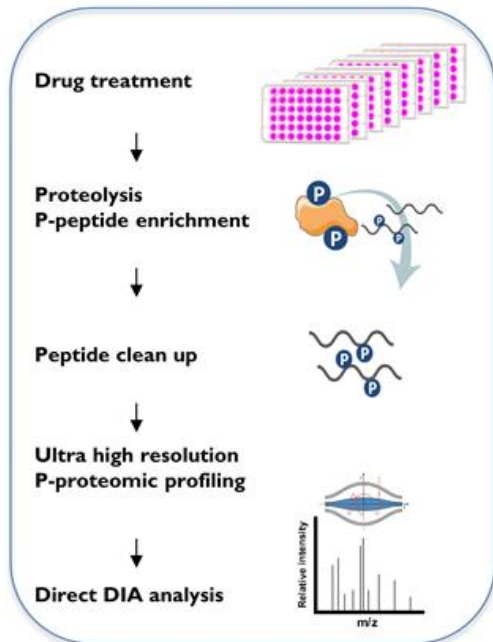 Drug treatment
Proteolysis
P-peptide enrichment
P
P
P
P
Peptide clean up
P
P
P
Ultra high resolution
P-proteomic profiling
Relative intensity
Direct DIA analysis
m/z